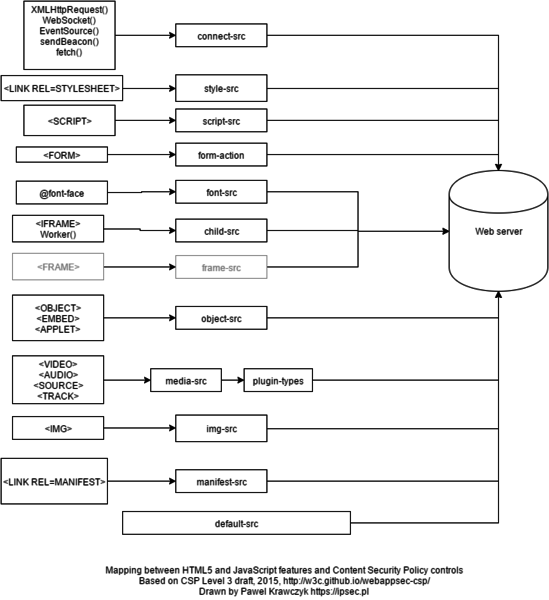 XMLHttpRequest()
WebSocket()
EventSource()
sendBeacon()
fetch()
connect-src
<LINK REL=STYLESHEET>
style-src
<SCRIPT>
script-src
<FORM>
form-action
@font-face
font-src
<IFRAME>
Worker()
child-src
Web server
<FRAME>
frame-src
<OBJECT>
<EMBED>
<APPLET>
object-src
<VIDEO>
<AUDIO>
<SOURCE>
<TRACK>
media-src
plugin-types
<IMG>
img-src
<LINK REL=MANIFEST>
manifest-src
default-src
Mapping between HTML5 and JavaScript features and Content Security Policy controls
Based on CSP Level 3 draft, 2015, http://w3c.github.io/webappsec-csp/
Drawn by Pawel Krawczyk https://ipsec.pl